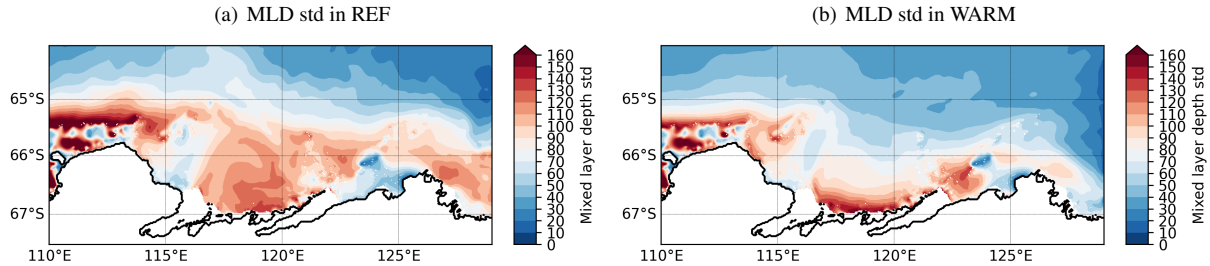 (a) MLD std in REF
65°S
66°S
67°S
110°E 115°E 120°E 125°E
160
150
140
130
120
110
100
90
80
70
60
50
40
30
20
10
0
Mixed layer depth std
(b) MLD std in WARM
65°S
66°S
67°S
110°E 115°E 120°E 125°E
160
150
140
130
120
110
100
90
80
70
60
50
40
30
20
10
0
Mixed layer depth std